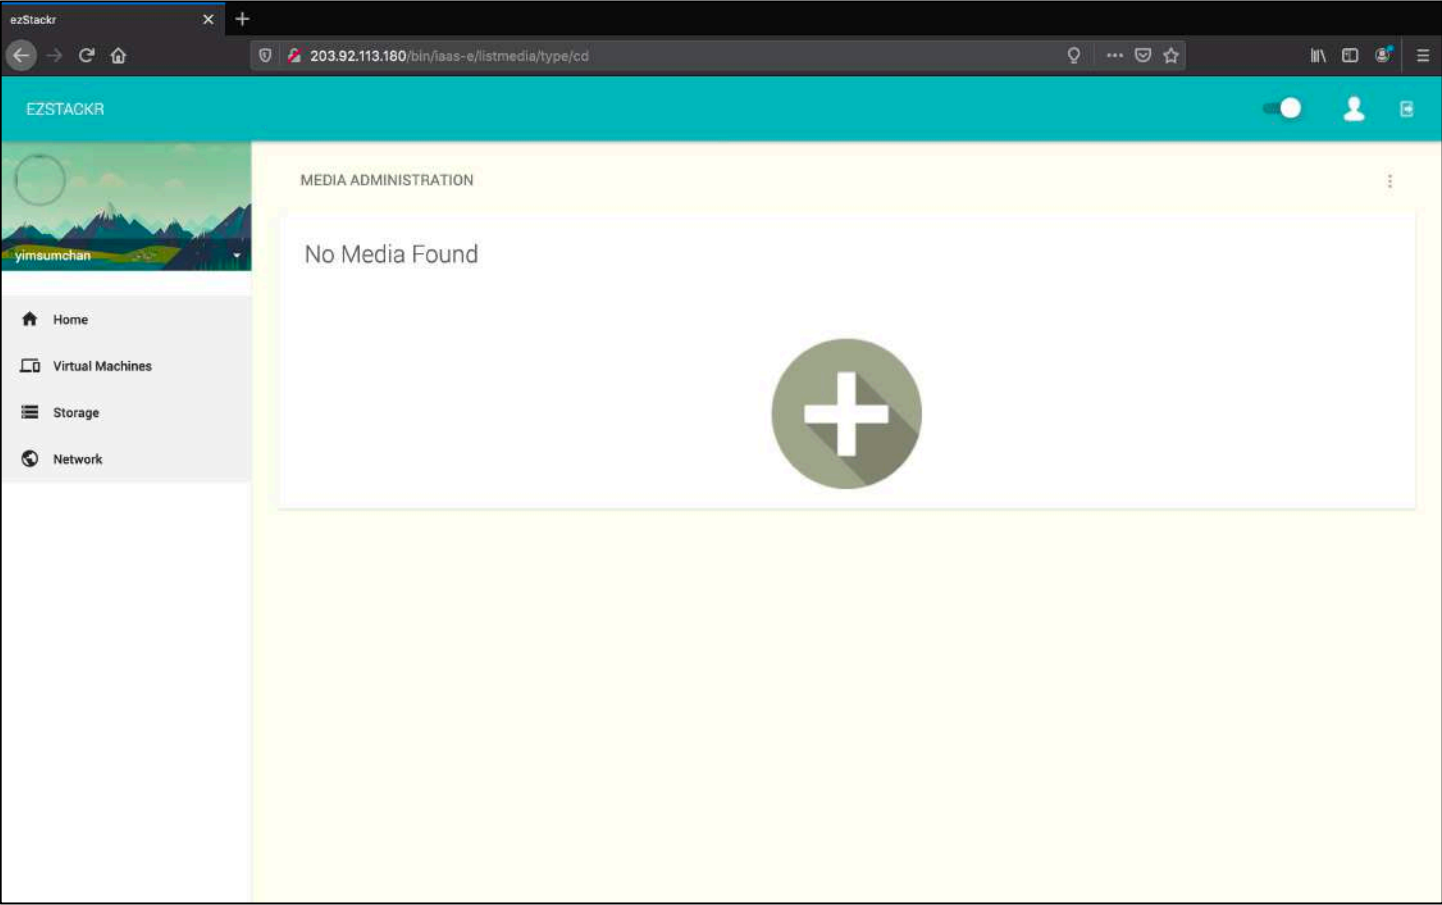 ezStackr
203.92.113.180/bin/iaas-e/listmedia/type/cd
EZSTACKR
MEDIA ADMINISTRATION
No Media Found
yimsumchan
Home
Virtual Machines
Storage
Network